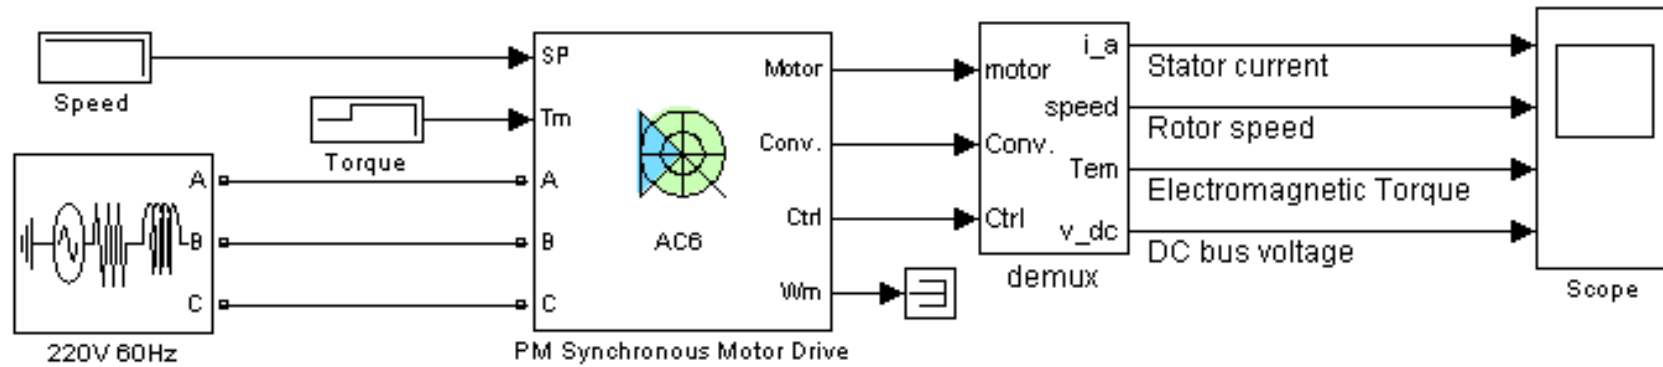 Speed
Torque
A
B
C
220V 60Hz
SP
Tm
A
B
C
AC6
Motor
Conv.
Ctrl
Wm
PM Synchronous Motor Drive
motor
Conv.
Ctrl
i_a
speed
Tem
v_dc
demux
Stator current
Rotor speed
Electromagnetic Torque
DC bus voltage
Scope